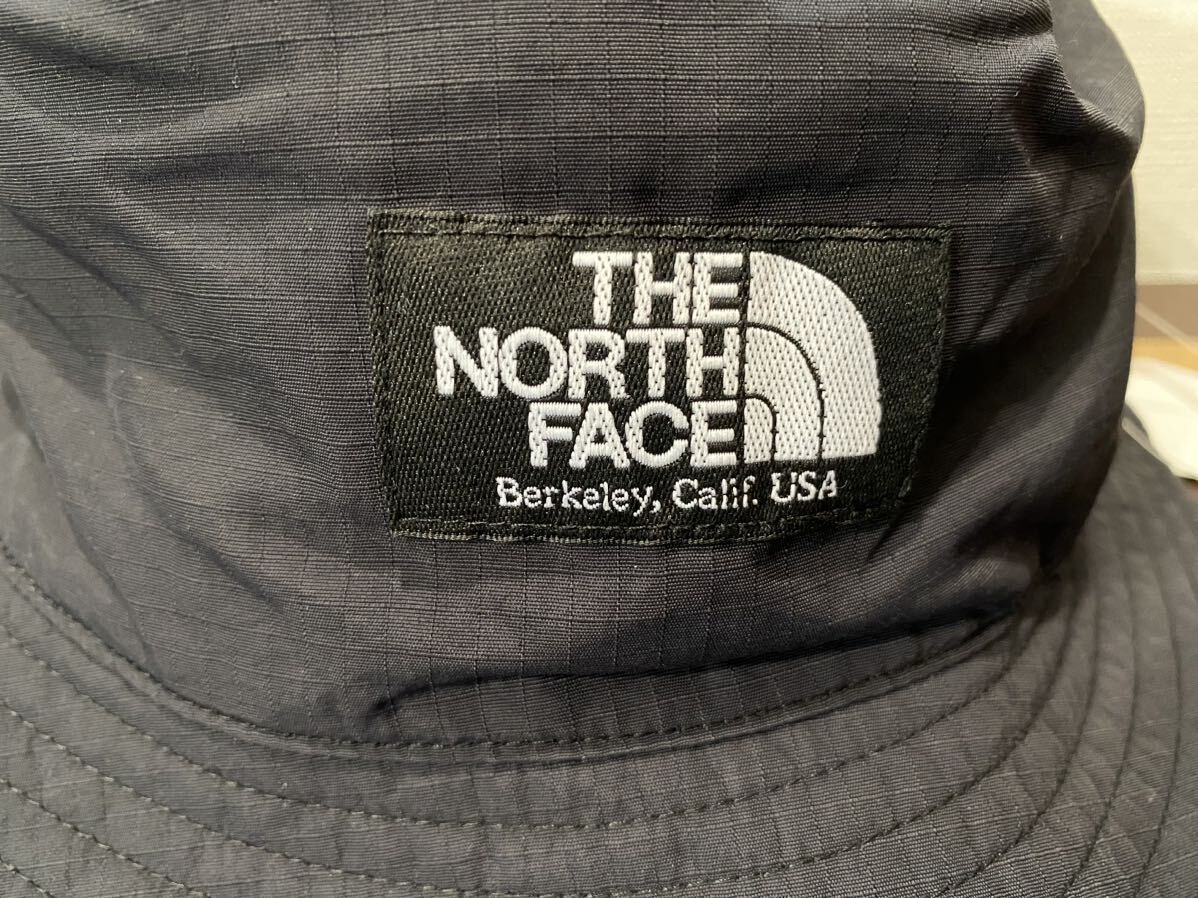 THE
NORTH
FACE
Berkeley, Calif. USA